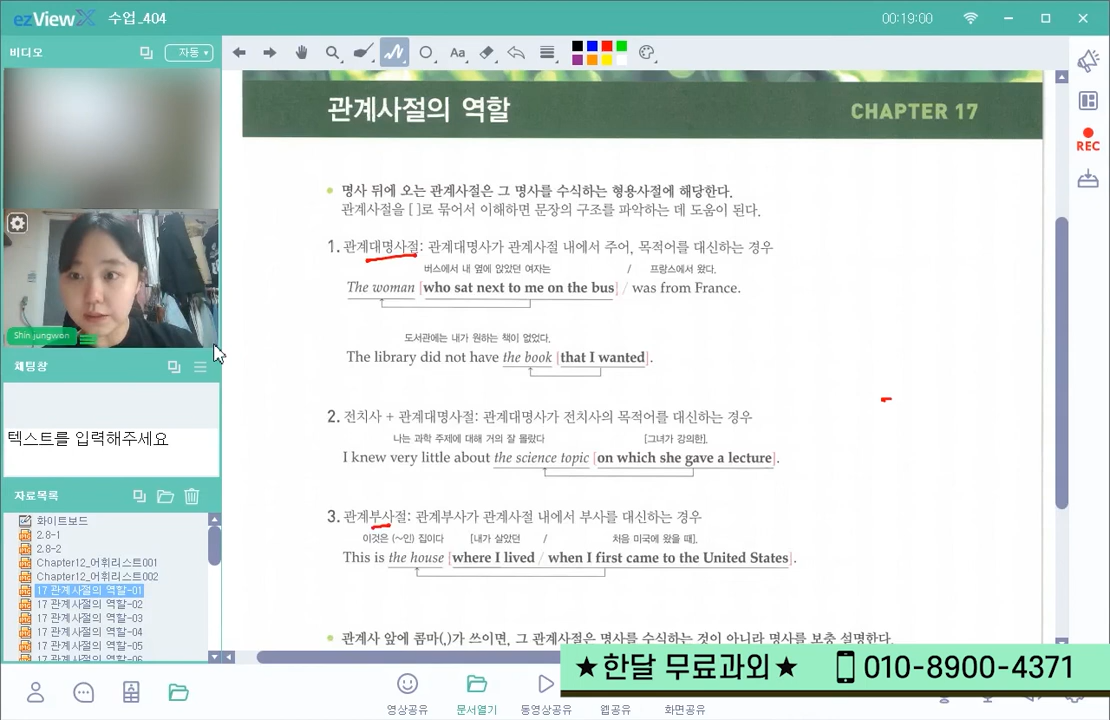 ezViewX 수업_404
00:19:00
비디오
자동
Aa
REC
Shin jungwon
채팅창
텍스트를 입력해주세요
자료목록
화이트보드
2.8-1
2.8-2
Chapter12_어휘리스트001
Chapter12_어휘리스트002
17 관계사절의 역할-01
17 관계사절의 역할-02
17 관계사절의 역할-03
17 관계사절의 역할-04
17 관계사절의 역할-05
17 관계사절의 역할-06
관계사절의 역할
CHAPTER 17
명사 뒤에 오는 관계사절은 그 명사를 수식하는 형용사절에 해당한다.
관계사절을 [ ]로 묶어서 이해하면 문장의 구조를 파악하는 데 도움이 된다.
1. 관계대명사절: 관계대명사가 관계사절 내에서 주어, 목적어를 대신하는 경우
버스에서 내 옆에 앉았던 여자는 / 프랑스에서 왔다.
The woman [who sat next to me on the bus] / was from France.
도서관에는 내가 원하는 책이 없었다.
The library did not have the book [that I wanted].
2. 전치사 + 관계대명사절: 관계대명사가 전치사의 목적어를 대신하는 경우
나는 과학 주제에 대해 거의 잘 몰랐다 [그녀가 강의한].
I knew very little about the science topic [on which she gave a lecture].
3. 관계부사절: 관계부사가 관계사절 내에서 부사를 대신하는 경우
이것은 (~인) 집이다 [내가 살았던 / 처음 미국에 왔을 때].
This is the house [where I lived / when I first came to the United States].
관계사 앞에 콤마(,)가 쓰이면, 그 관계사절은 명사를 수식하는 것이 아니라 명사를 보충 설명한다.
★한달 무료과외★ 010-8900-4371
영상공유
문서열기
동영상공유
웹공유
화면공유